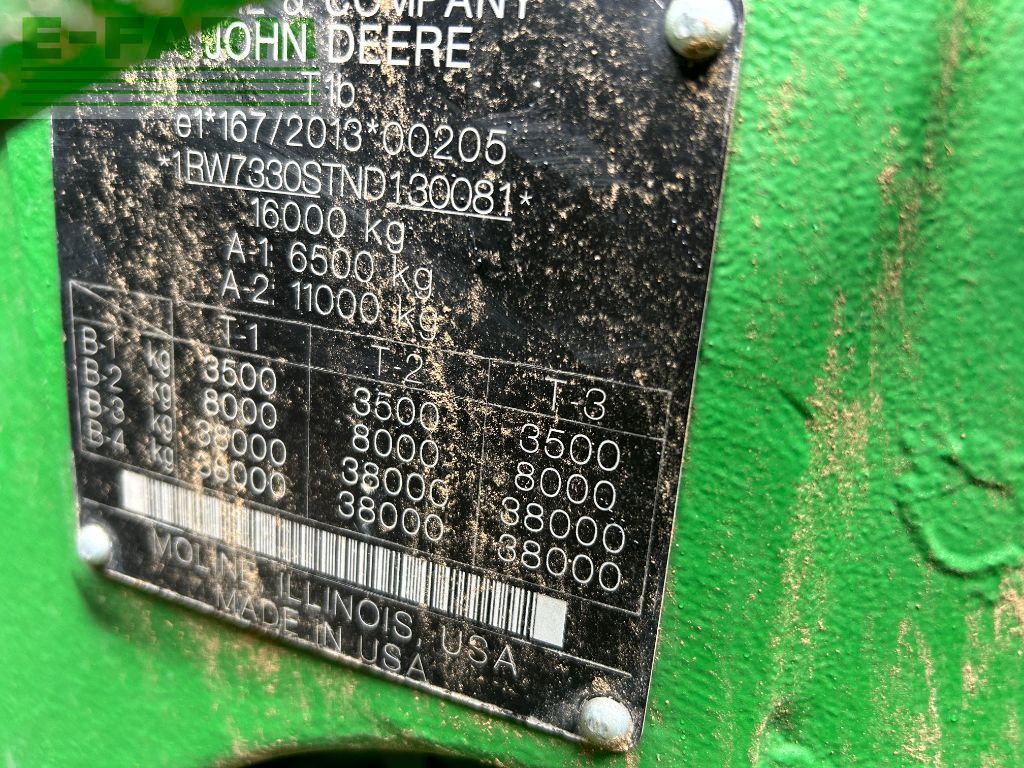 E-FARM
& COMPANY
JOHN DEERE
T1b
e1*167/2013*00205
*1RW7330STND130081*
16000 kg
A-1: 6500 kg
A-2: 11000 kg
T-1 T-2 T-3
B-1 kg 3500 3500 3500
B-2 kg 8000 8000 8000
B-3 kg 38000 38000 38000
B-4 kg 38000 38000 38000
MOLINE, ILLINOIS, USA
MADE IN USA